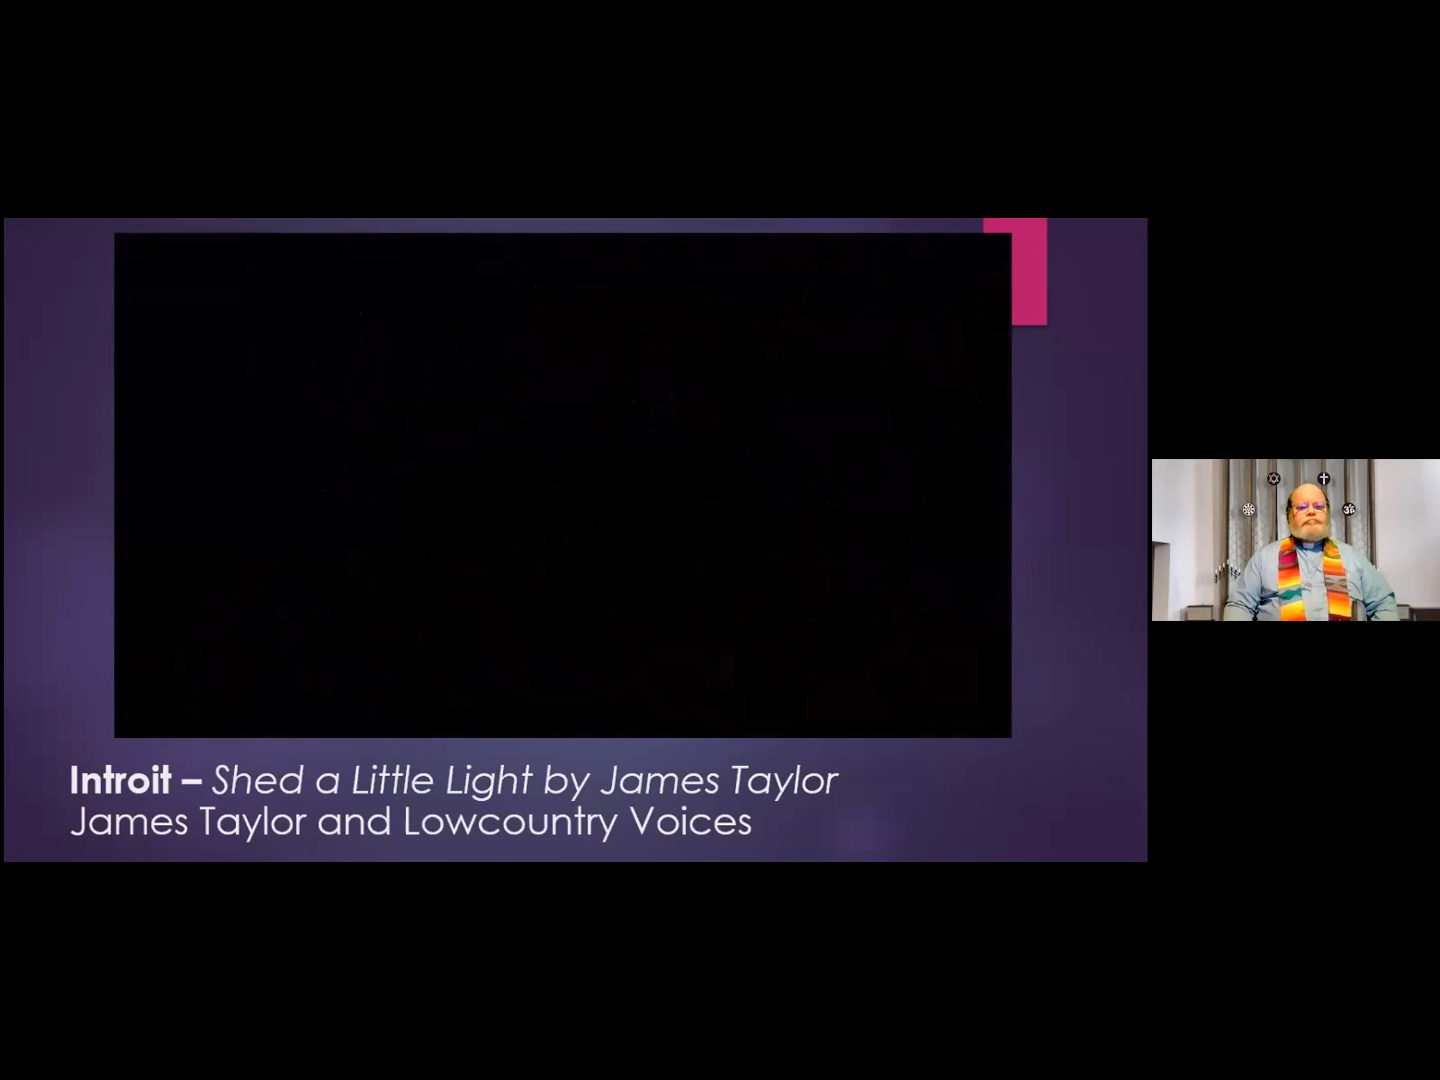 Introit – Shed a Little Light by James Taylor
James Taylor and Lowcountry Voices